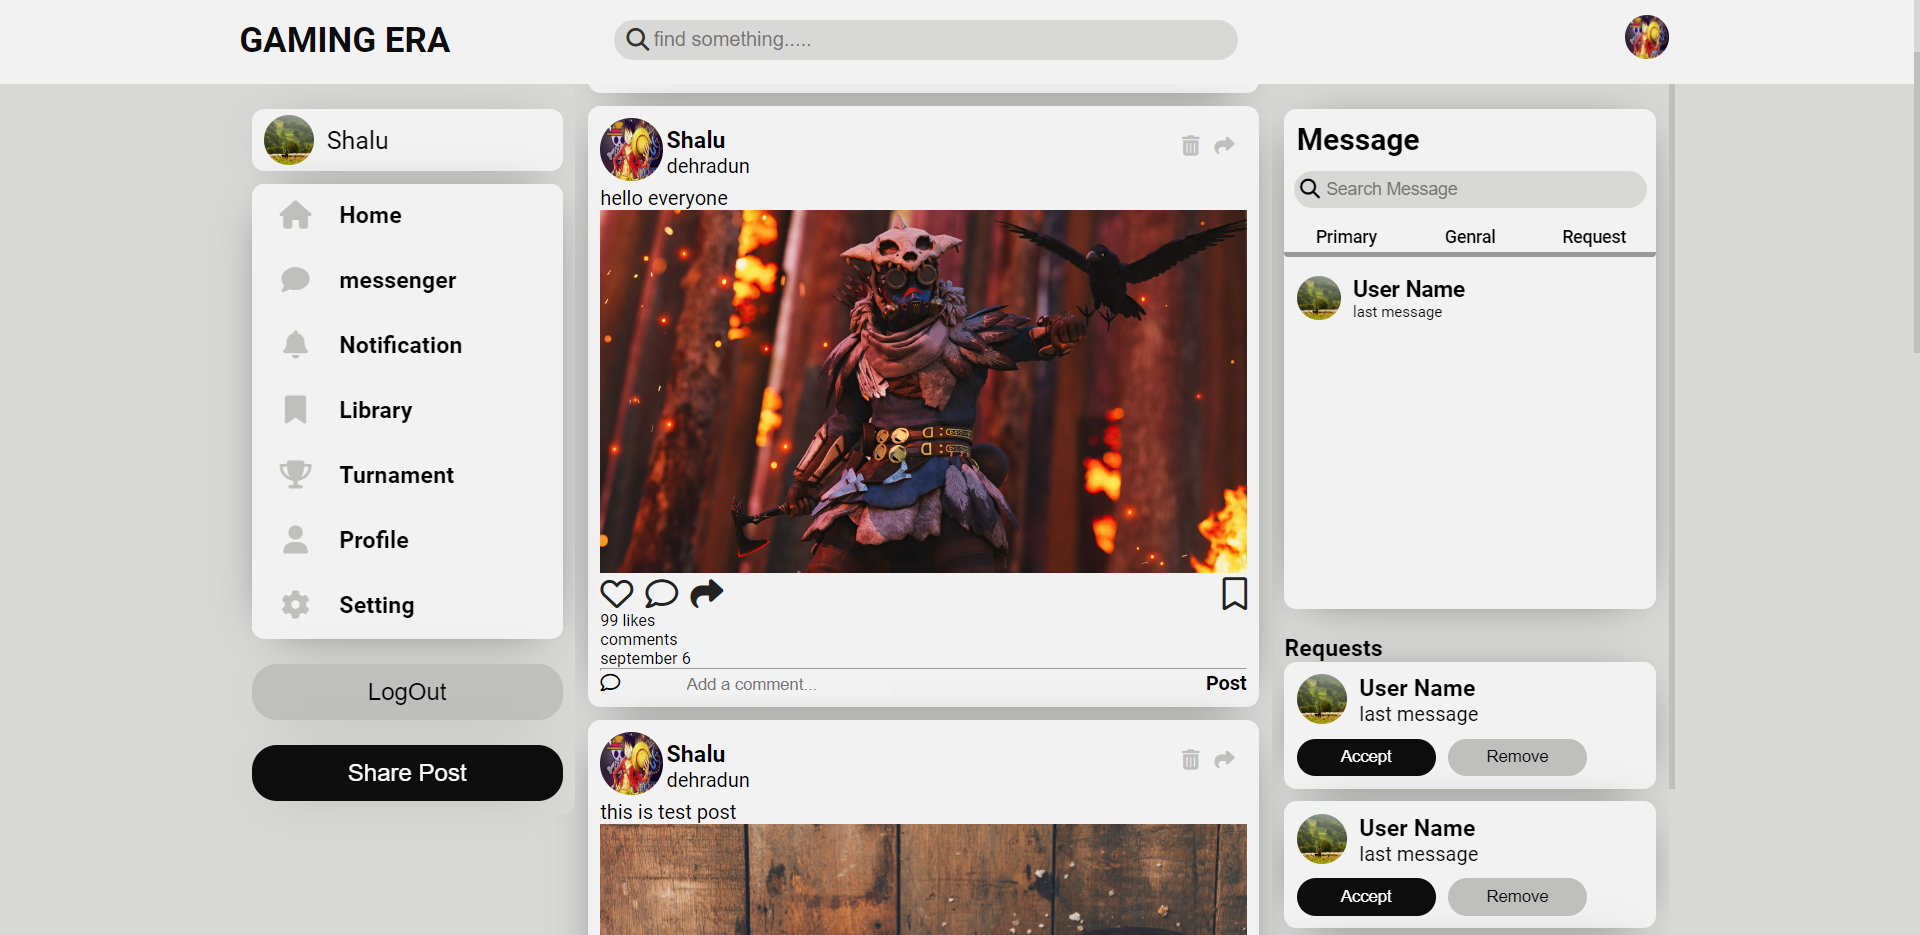 GAMING ERA
find something.....
Shalu
Home
messenger
Notification
Library
Turnament
Profile
Setting
LogOut
Share Post
Shalu
dehradun
hello everyone
99 likes
comments
september 6
Add a comment...
Post
Shalu
dehradun
this is test post
Message
Search Message
Primary Genral Request
User Name
last message
Requests
User Name
last message
Accept Remove
User Name
last message
Accept Remove